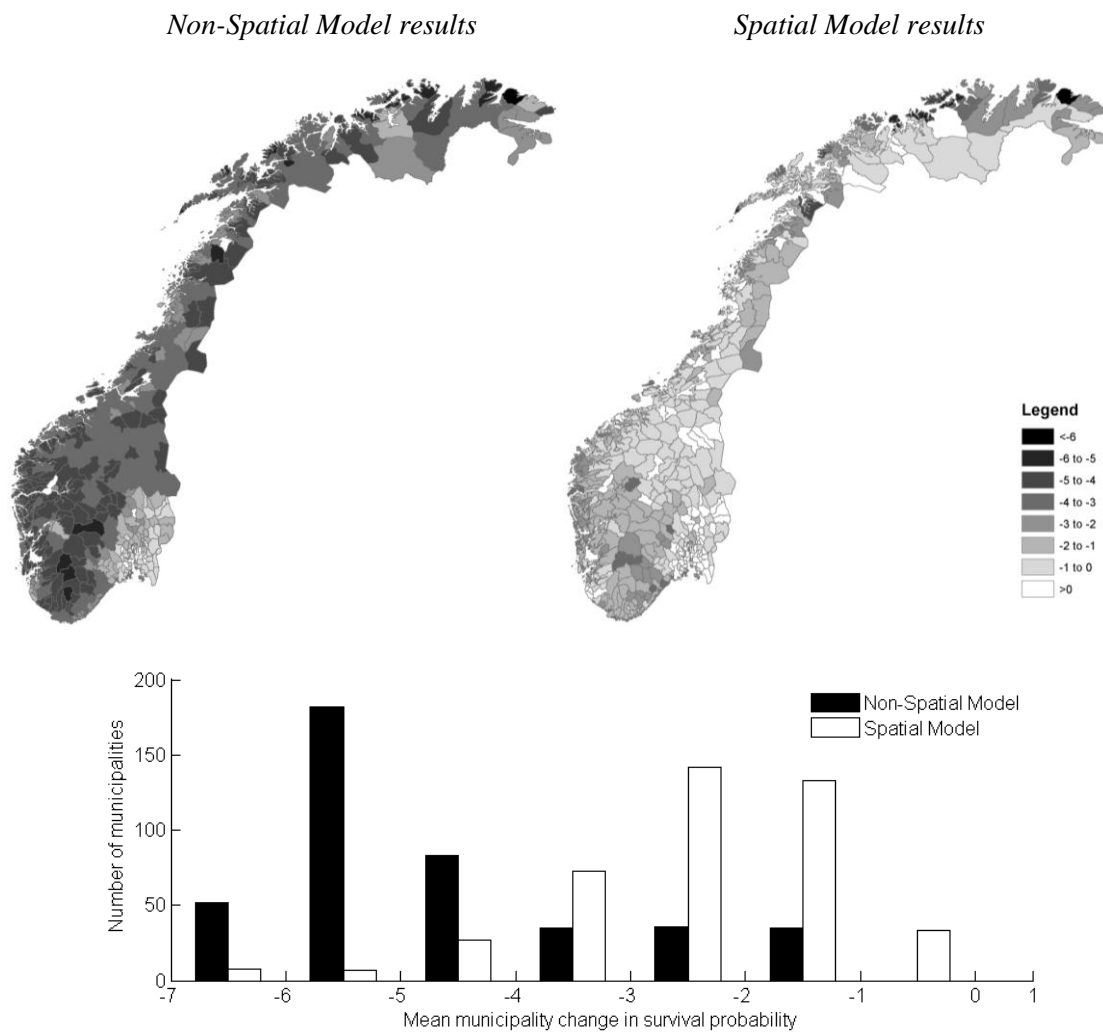 Non-Spatial Model results
Spatial Model results
Legend
<-6
-6 to -5
-5 to -4
-4 to -3
-3 to -2
-2 to -1
-1 to 0
>0
200
150
100
50
0
Number of municipalities
Non-Spatial Model
Spatial Model
-7 -6 -5 -4 -3 -2 -1 0 1
Mean municipality change in survival probability